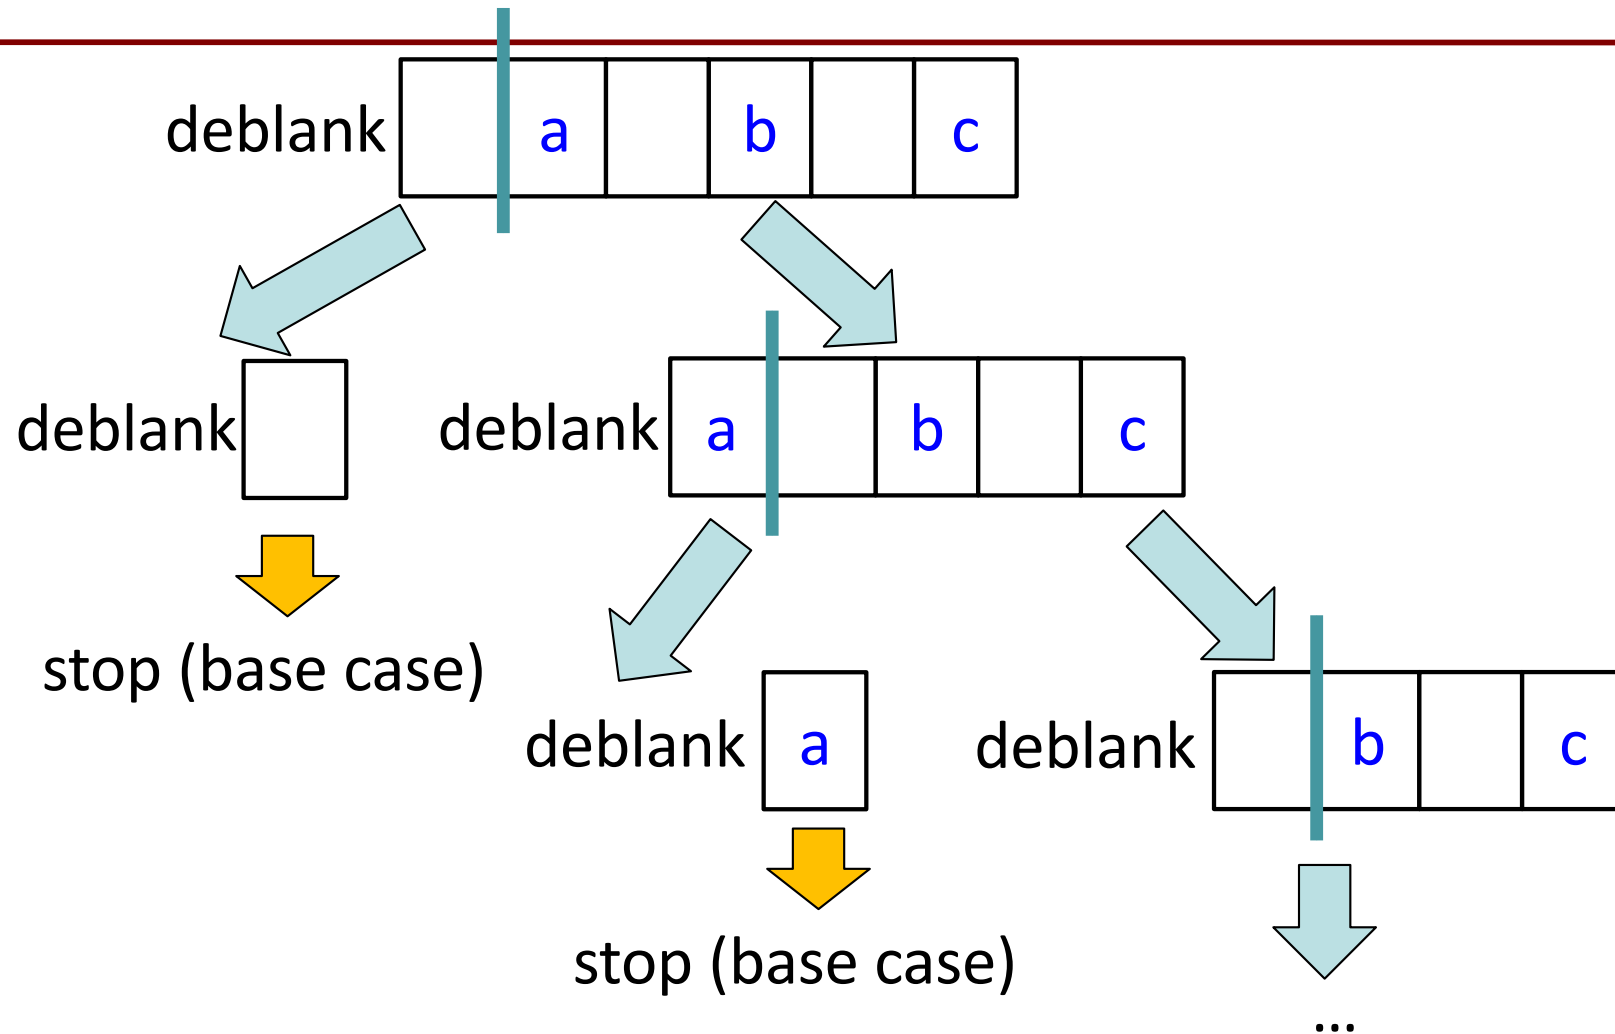 deblank a b c
deblank deblank a b c
stop (base case)
deblank a deblank b c
stop (base case)
...